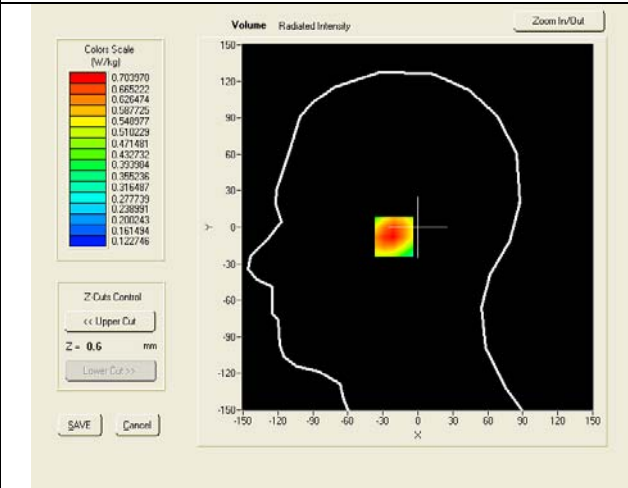 Volume Radiated Intensity
Zoom In/Out
Colors Scale
(W/kg)
0.703970
0.665222
0.626474
0.587725
0.548977
0.510229
0.471481
0.432732
0.393984
0.355236
0.316487
0.277739
0.238991
0.200243
0.161494
0.122746
Z-Cuts Control
<< Upper Cut
Z = 0.6 mm
Lower Cut >>
SAVE Cancel
150
120
90
60
30
Y 0
-30
-60
-90
-120
-150
-150 -120 -90 -60 -30 0 30 60 90 120 150
X